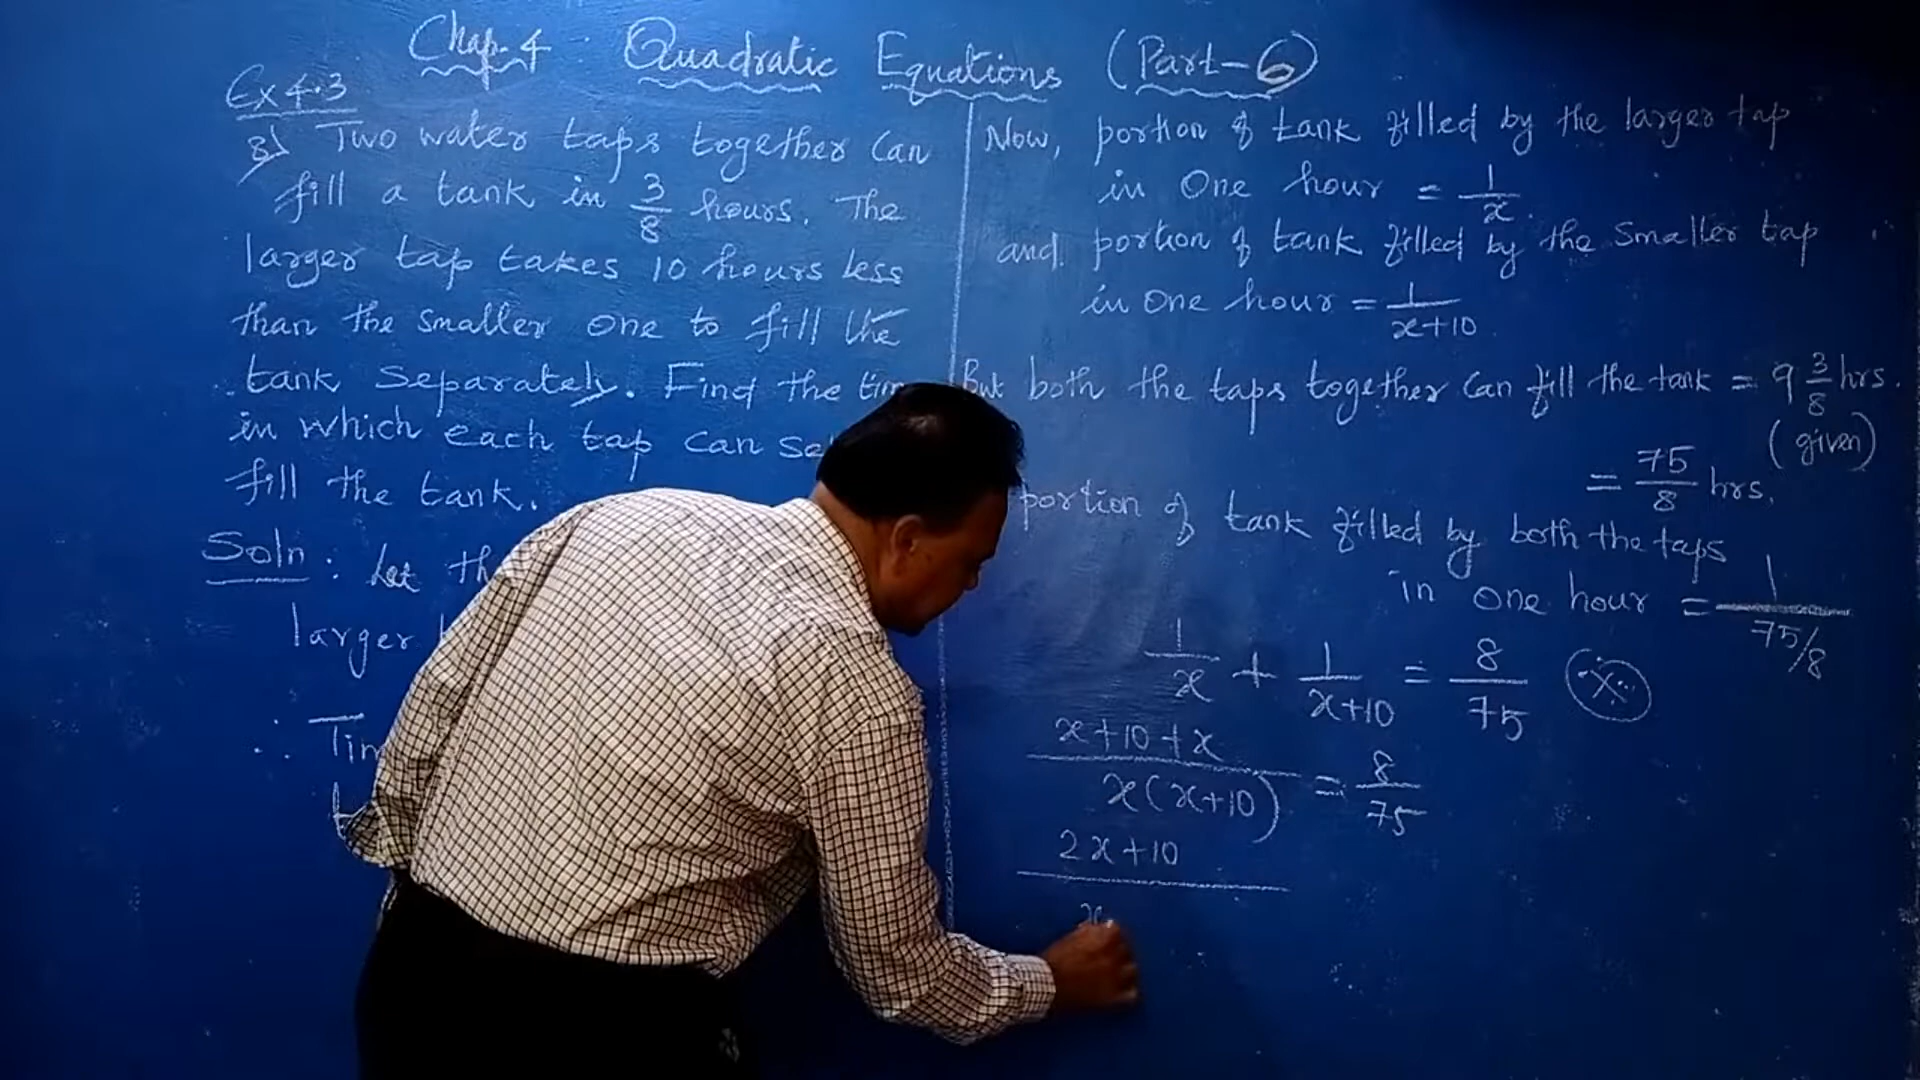 Chap. 4 : Quadratic Equations (Part-6)
Ex 4.3
8) Two water taps together can
fill a tank in 3/8 hours. The
larger tap takes 10 hours less
than the smaller one to fill the
tank separately. Find the
in which each tap can
fill the tank.
Soln : Let
larger
∴
Now, portion of tank filled by the larger tap
in one hour = 1/x.
and portion of tank filled by the smaller tap
in one hour = 1/x+10
But both the taps together can fill the tank = 9 3/8 hrs.
(given)
= 75/8 hrs.
portion of tank filled by both the taps
in one hour = 1/75/8
1/x + 1/x+10 = 8/75
x+10+x/x(x+10) = 8/75
2x+10
x